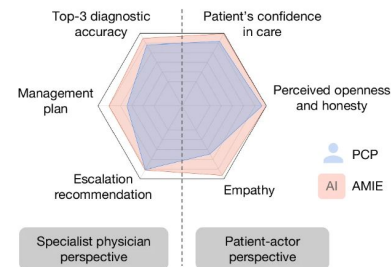 Top-3 diagnostic
accuracy
Patient's confidence
in care
Management
plan
Perceived openness
and honesty
Escalation
recommendation
Empathy
PCP
AI AMIE
Specialist physician
perspective
Patient-actor
perspective